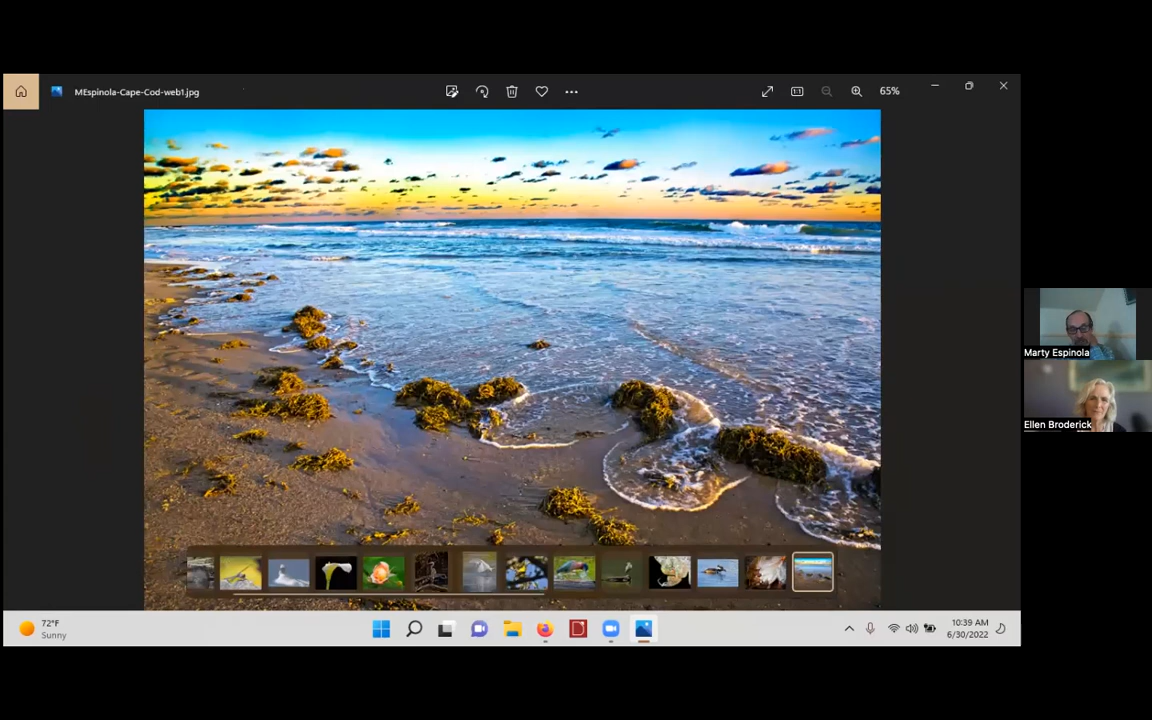 MEspinola-Cape-Cod-web1.jpg
65%
Marty Espinola
Ellen Broderick
72°F
Sunny
10:39 AM
6/30/2022